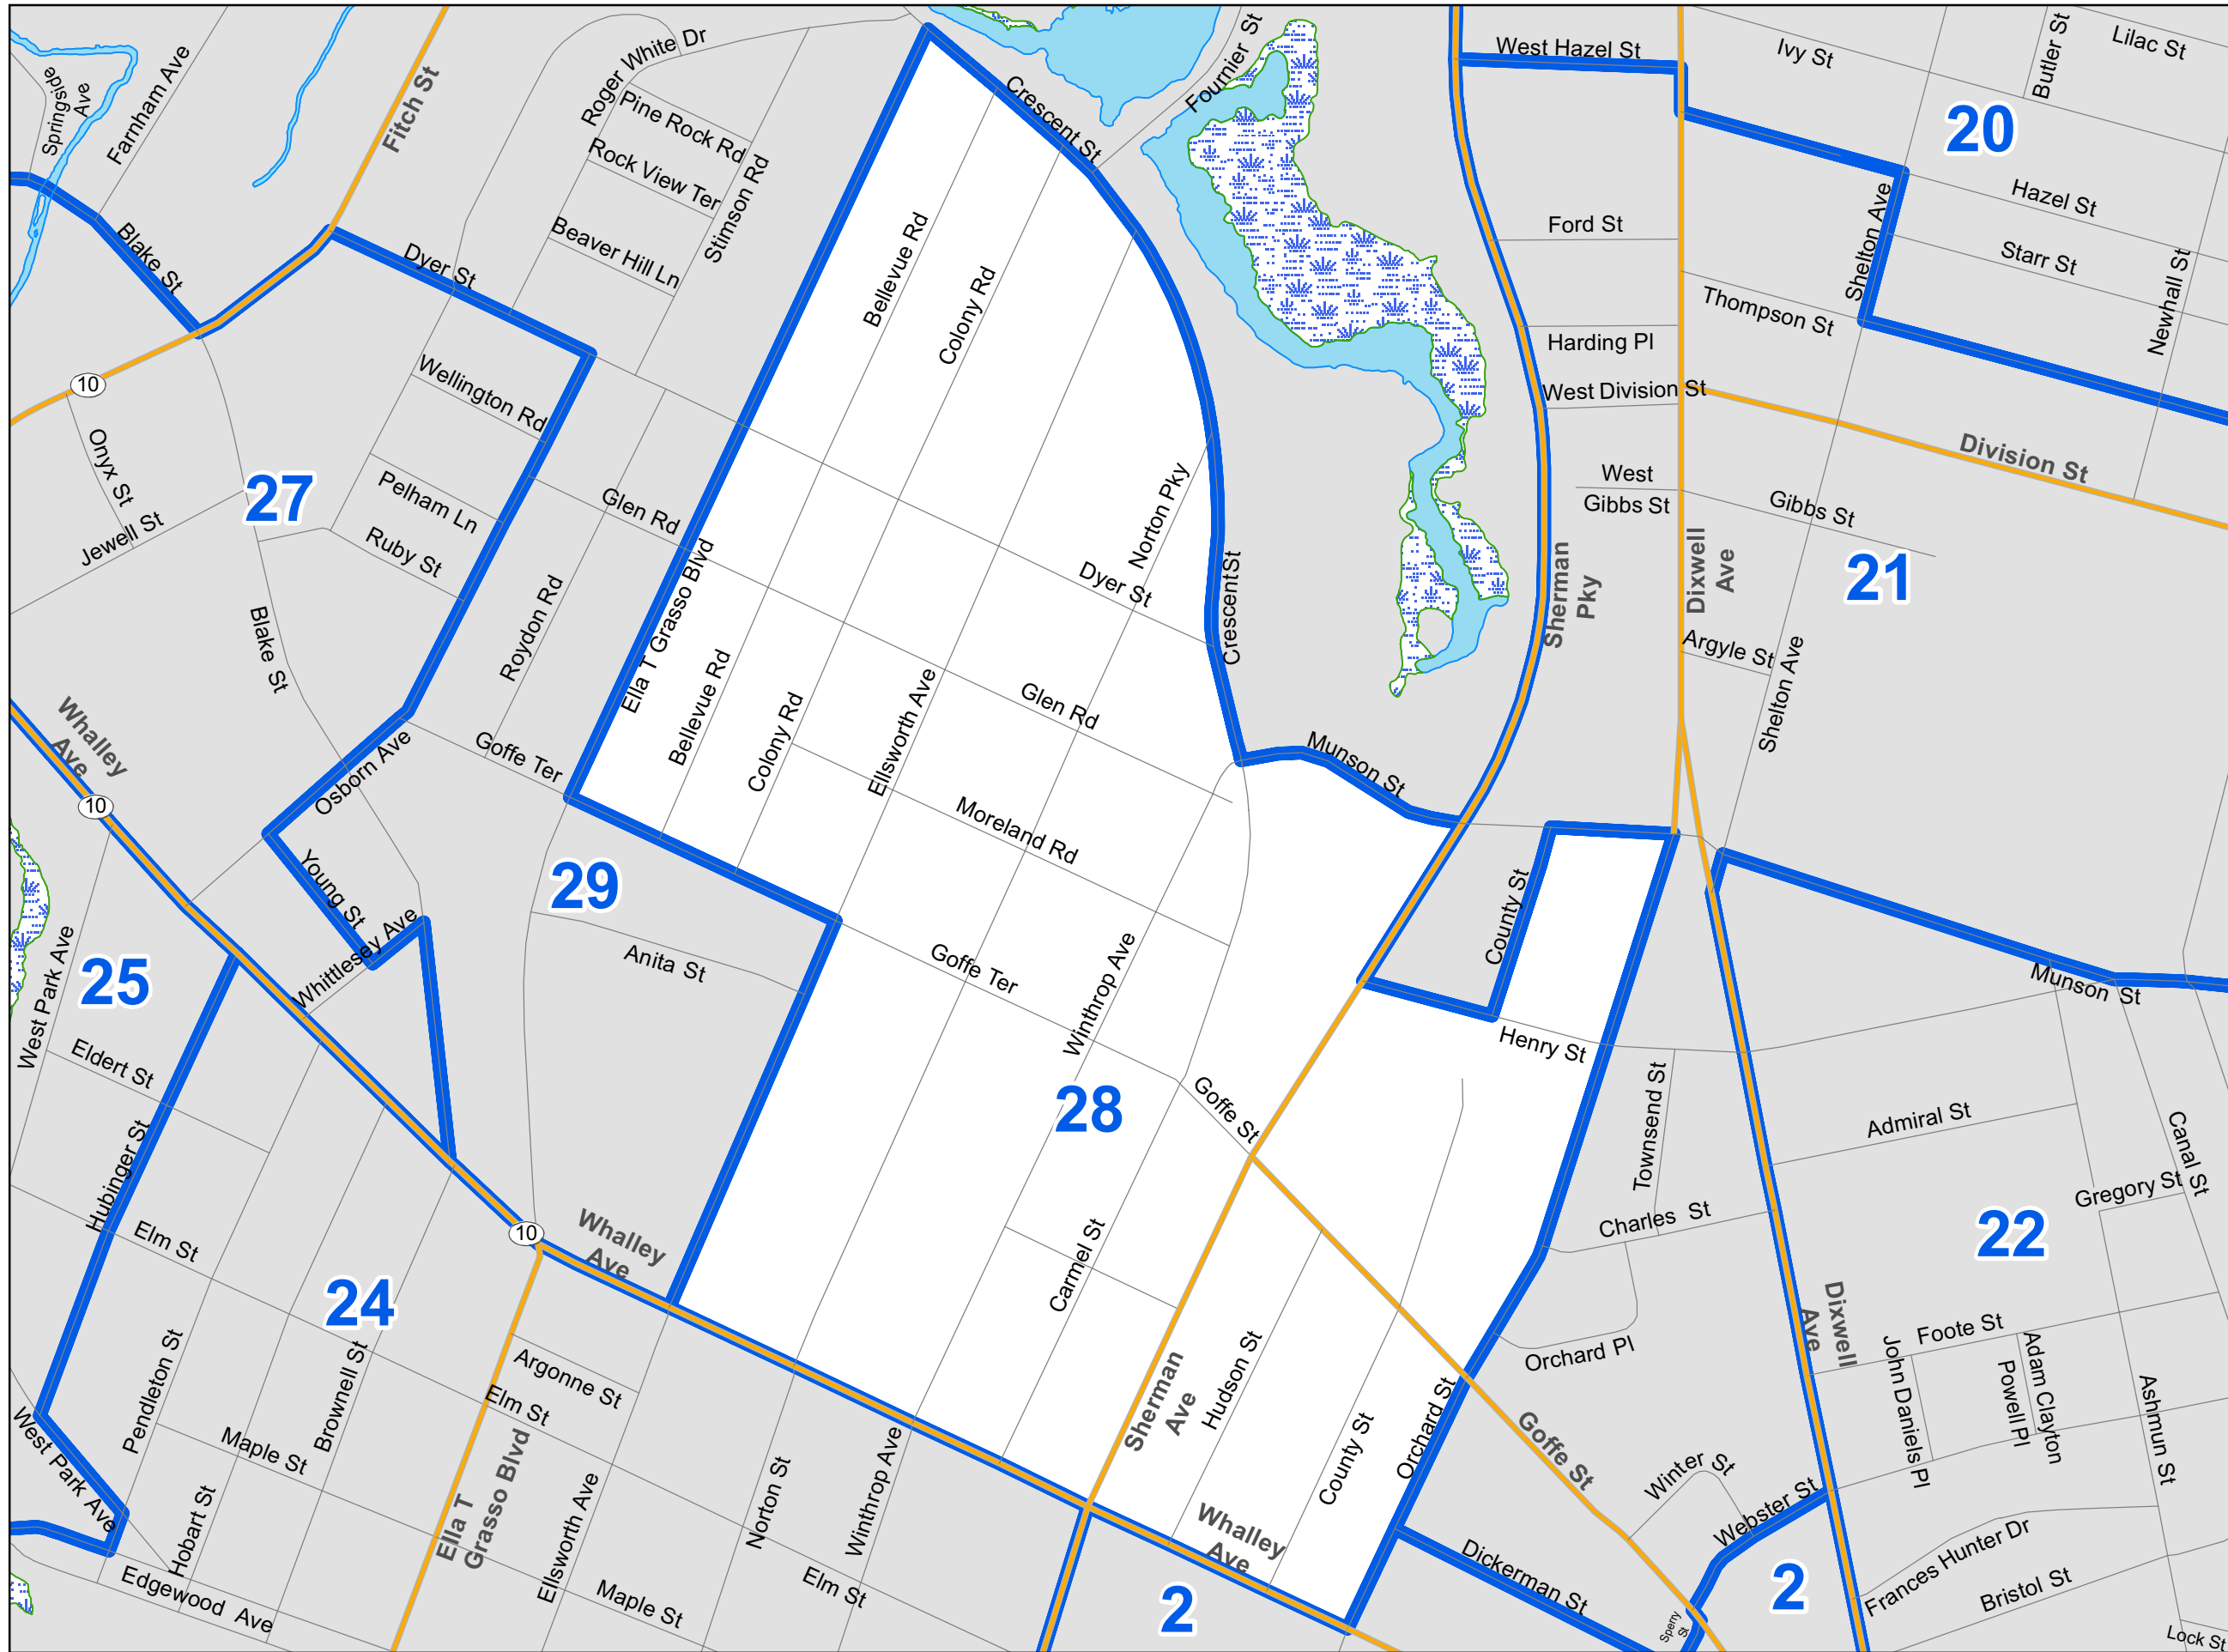 Springside
Ave
Farnham Ave
Fitch St
Roger White Dr
Pine Rock Rd
Rock View Ter
Beaver Hill Ln
Stimson Rd
Crescent St
Fournier St
West Hazel St
Ivy St
Butler St
Lilac St
20
Hazel St
Starr St
Newhall St
Shelton Ave
Ford St
Thompson St
Harding Pl
West Division St
Division St
Blake St
Dyer St
Bellevue Rd
Colony Rd
10
Wellington Rd
Onyx St
27
Pelham Ln
Jewell St
Ruby St
Glen Rd
Norton Pky
West
Gibbs St
Gibbs St
21
Dyer St
Crescent St
Sherman
Pky
Dixwell
Ave
Blake St
Roydon Rd
Ella T Grasso Blvd
Argyle St
Shelton Ave
Whalley
Ave
Bellevue Rd
Colony Rd
Ellsworth Ave
Glen Rd
Goffe Ter
Osborn Ave
Munson St
10
Moreland Rd
Young St
29
County St
Whittlesey Ave
West Park Ave
25
Anita St
Goffe Ter
Winthrop Ave
Munson St
Henry St
Eldert St
Townsend St
28
Goffe St
Admiral St
Canal St
Hubinger St
Gregory St
Elm St
10
Whalley
Ave
Charles St
22
Carmel St
24
Pendleton St
Brownell St
Argonne St
Sherman
Ave
Hudson St
Orchard Pl
Dixwell
Ave
Foote St
John Daniels Pl
Adam Clayton
Powell Pl
Ashmun St
Elm St
West Park Ave
Maple St
Ella T
Grasso Blvd
Orchard St
County St
Goffe St
Winter St
Webster St
Hobart St
Ellsworth Ave
Norton St
Winthrop Ave
Whalley
Ave
Dickerman St
Frances Hunter Dr
Edgewood Ave
Maple St
Elm St
2
2
Bristol St
Sperry
St
Lock St